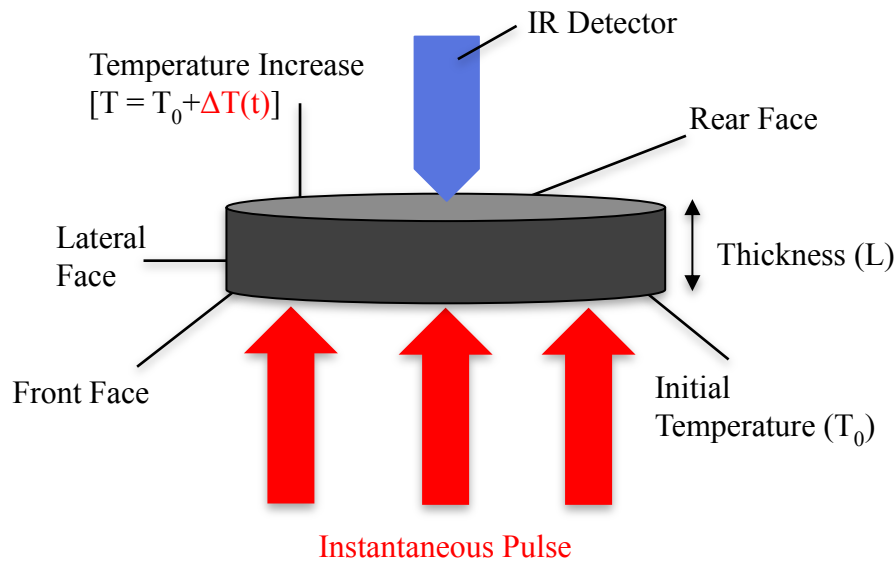 IR Detector
Temperature Increase
[T = T₀+ΔT(t)]
Rear Face
Lateral
Face
Thickness (L)
Front Face
Initial
Temperature (T₀)
Instantaneous Pulse